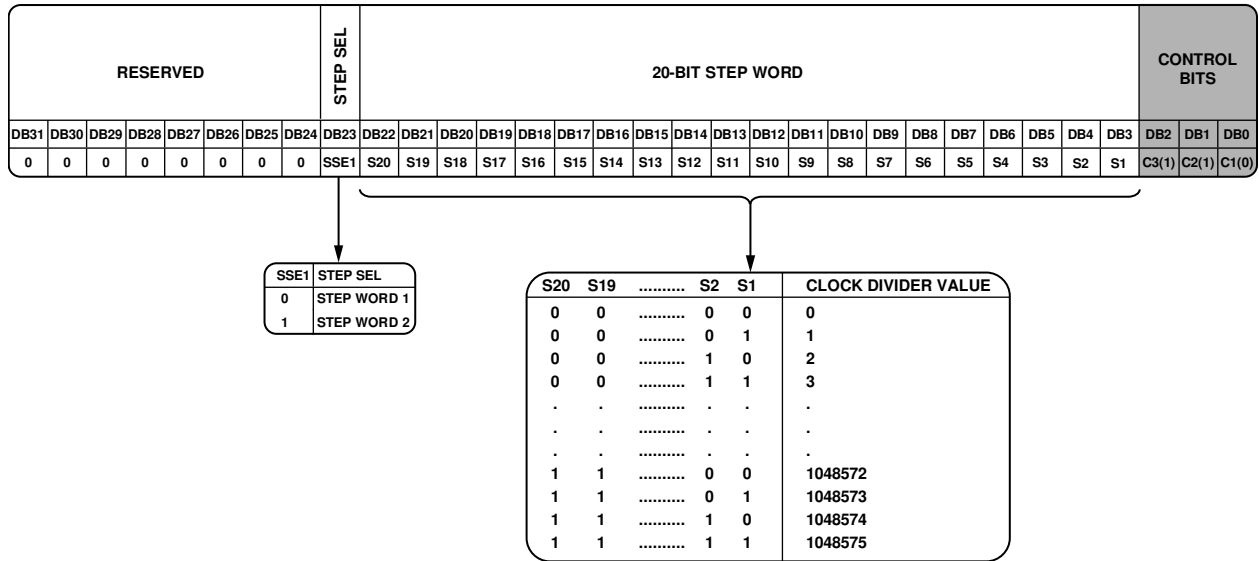 RESERVED STEP SEL 20-BIT STEP WORD CONTROL BITS
DB31 DB30 DB29 DB28 DB27 DB26 DB25 DB24 DB23 DB22 DB21 DB20 DB19 DB18 DB17 DB16 DB15 DB14 DB13 DB12 DB11 DB10 DB9 DB8 DB7 DB6 DB5 DB4 DB3 DB2 DB1 DB0
0 0 0 0 0 0 0 0 SSE1 S20 S19 S18 S17 S16 S15 S14 S13 S12 S11 S10 S9 S8 S7 S6 S5 S4 S3 S2 S1 C3(1) C2(1) C1(0)
SSE1 STEP SEL
0 STEP WORD 1
1 STEP WORD 2
S20 S19 .......... S2 S1 CLOCK DIVIDER VALUE
0 0 .......... 0 0 0
0 0 .......... 0 1 1
0 0 .......... 1 0 2
0 0 .......... 1 1 3
. . .......... . . .
. . .......... . . .
. . .......... . . .
1 1 .......... 0 0 1048572
1 1 .......... 0 1 1048573
1 1 .......... 1 0 1048574
1 1 .......... 1 1 1048575